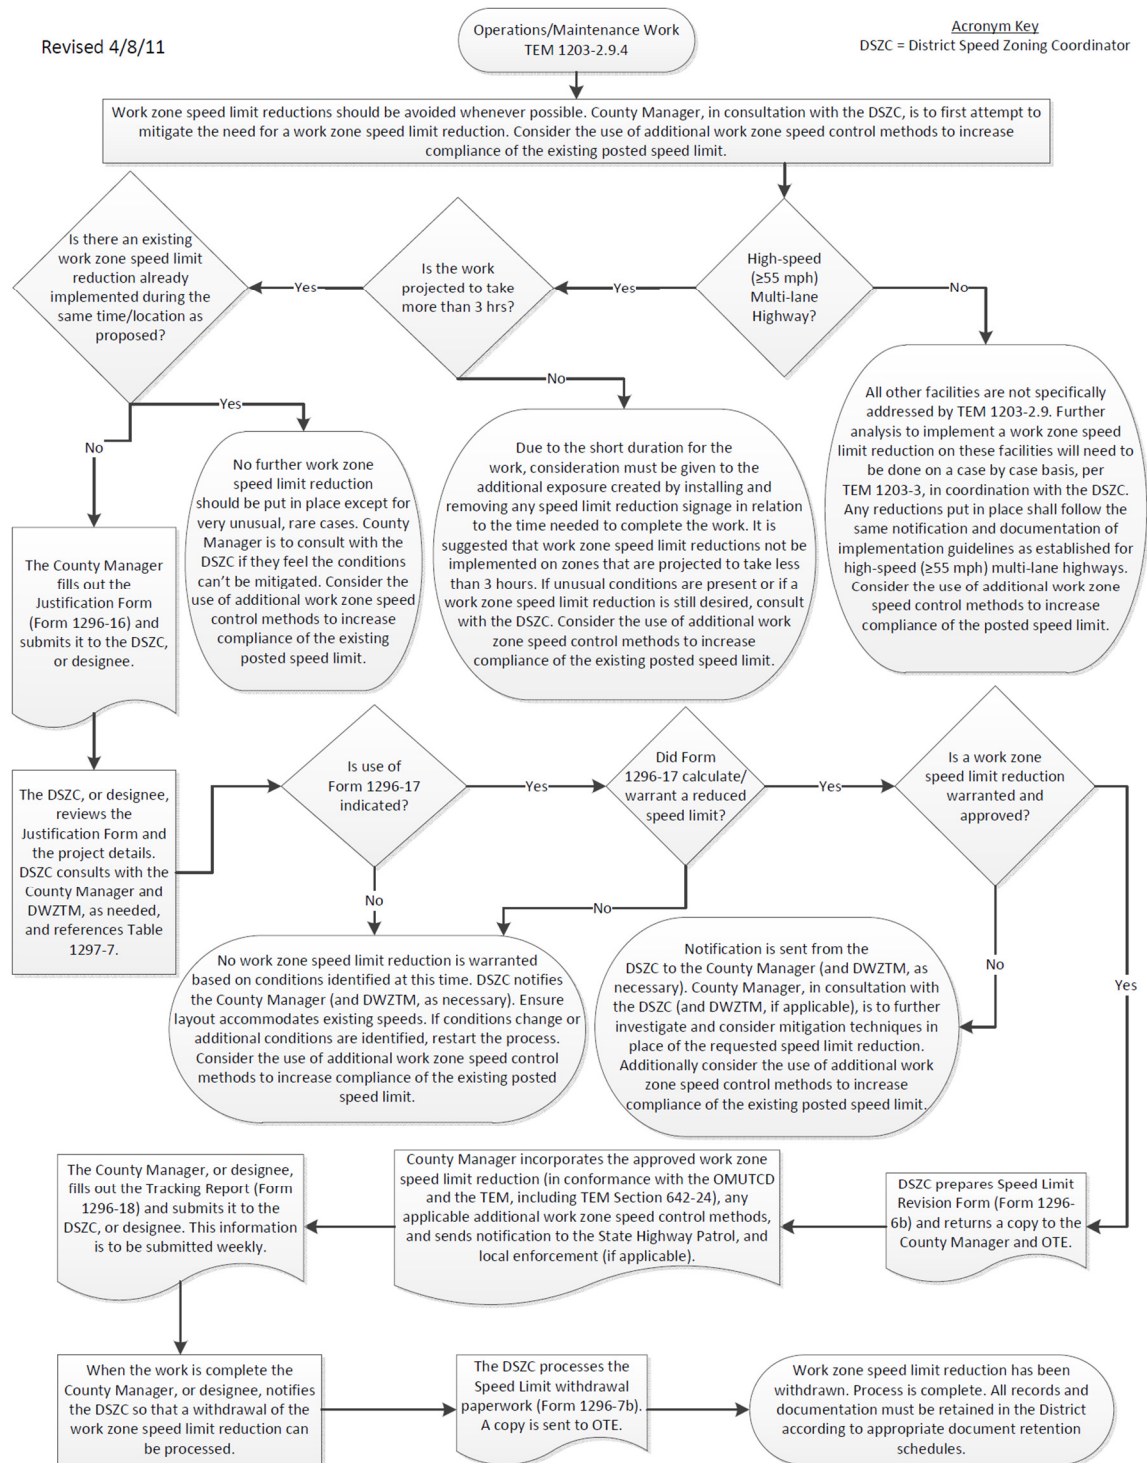 Revised 4/8/11
Operations/Maintenance Work
TEM 1203-2.9.4
Acronym Key
DSZC = District Speed Zoning Coordinator
Work zone speed limit reductions should be avoided whenever possible. County Manager, in consultation with the DSZC, is to first attempt to
mitigate the need for a work zone speed limit reduction. Consider the use of additional work zone speed control methods to increase
compliance of the existing posted speed limit.
Is there an existing
work zone speed limit
reduction already
implemented during the
same time/location as
proposed?
Yes
Is the work
projected to take
more than 3 hrs?
Yes
High-speed
(≥55 mph)
Multi-lane
Highway?
No
No
Yes
No
No further work zone
speed limit reduction
should be put in place except for
very unusual, rare cases. County
Manager is to consult with the
DSZC if they feel the conditions
can't be mitigated. Consider the
use of additional work zone speed
control methods to increase
compliance of the existing
posted speed limit.
Due to the short duration for the
work, consideration must be given to the
additional exposure created by installing and
removing any speed limit reduction signage in relation
to the time needed to complete the work. It is
suggested that work zone speed limit reductions not be
implemented on zones that are projected to take less
than 3 hours. If unusual conditions are present or if a
work zone speed limit reduction is still desired, consult
with the DSZC. Consider the use of additional work
zone speed control methods to increase
compliance of the existing posted speed limit.
All other facilities are not specifically
addressed by TEM 1203-2.9. Further
analysis to implement a work zone speed
limit reduction on these facilities will need to
be done on a case by case basis, per
TEM 1203-3, in coordination with the DSZC.
Any reductions put in place shall follow the
same notification and documentation of
implementation guidelines as established for
high-speed (≥55 mph) multi-lane highways.
Consider the use of additional work zone
speed control methods to increase
compliance of the posted speed limit.
The County Manager
fills out the
Justification Form
(Form 1296-16) and
submits it to the DSZC,
or designee.
The DSZC, or designee,
reviews the
Justification Form and
the project details.
DSZC consults with the
County Manager and
DWZTM, as needed,
and references Table
1297-7.
Is use of
Form 1296-17
indicated?
Yes
Did Form
1296-17 calculate/
warrant a reduced
speed limit?
Yes
Is a work zone
speed limit reduction
warranted and
approved?
No
No
No
Yes
No work zone speed limit reduction is warranted
based on conditions identified at this time. DSZC notifies
the County Manager (and DWZTM, as necessary). Ensure
layout accommodates existing speeds. If conditions change or
additional conditions are identified, restart the process.
Consider the use of additional work zone speed control
methods to increase compliance of the existing posted
speed limit.
Notification is sent from the
DSZC to the County Manager (and DWZTM, as
necessary). County Manager, in consultation with
the DSZC (and DWZTM, if applicable), is to further
investigate and consider mitigation techniques in
place of the requested speed limit reduction.
Additionally consider the use of additional work
zone speed control methods to increase
compliance of the existing posted speed limit.
The County Manager, or designee,
fills out the Tracking Report (Form
1296-18) and submits it to the
DSZC, or designee. This information
is to be submitted weekly.
County Manager incorporates the approved work zone
speed limit reduction (in conformance with the OMUTCD
and the TEM, including TEM Section 642-24), any
applicable additional work zone speed control methods,
and sends notification to the State Highway Patrol, and
local enforcement (if applicable).
DSZC prepares Speed Limit
Revision Form (Form 1296-
6b) and returns a copy to the
County Manager and OTE.
When the work is complete the
County Manager, or designee, notifies
the DSZC so that a withdrawal of the
work zone speed limit reduction can
be processed.
The DSZC processes the
Speed Limit withdrawal
paperwork (Form 1296-7b).
A copy is sent to OTE.
Work zone speed limit reduction has been
withdrawn. Process is complete. All records and
documentation must be retained in the District
according to appropriate document retention
schedules.